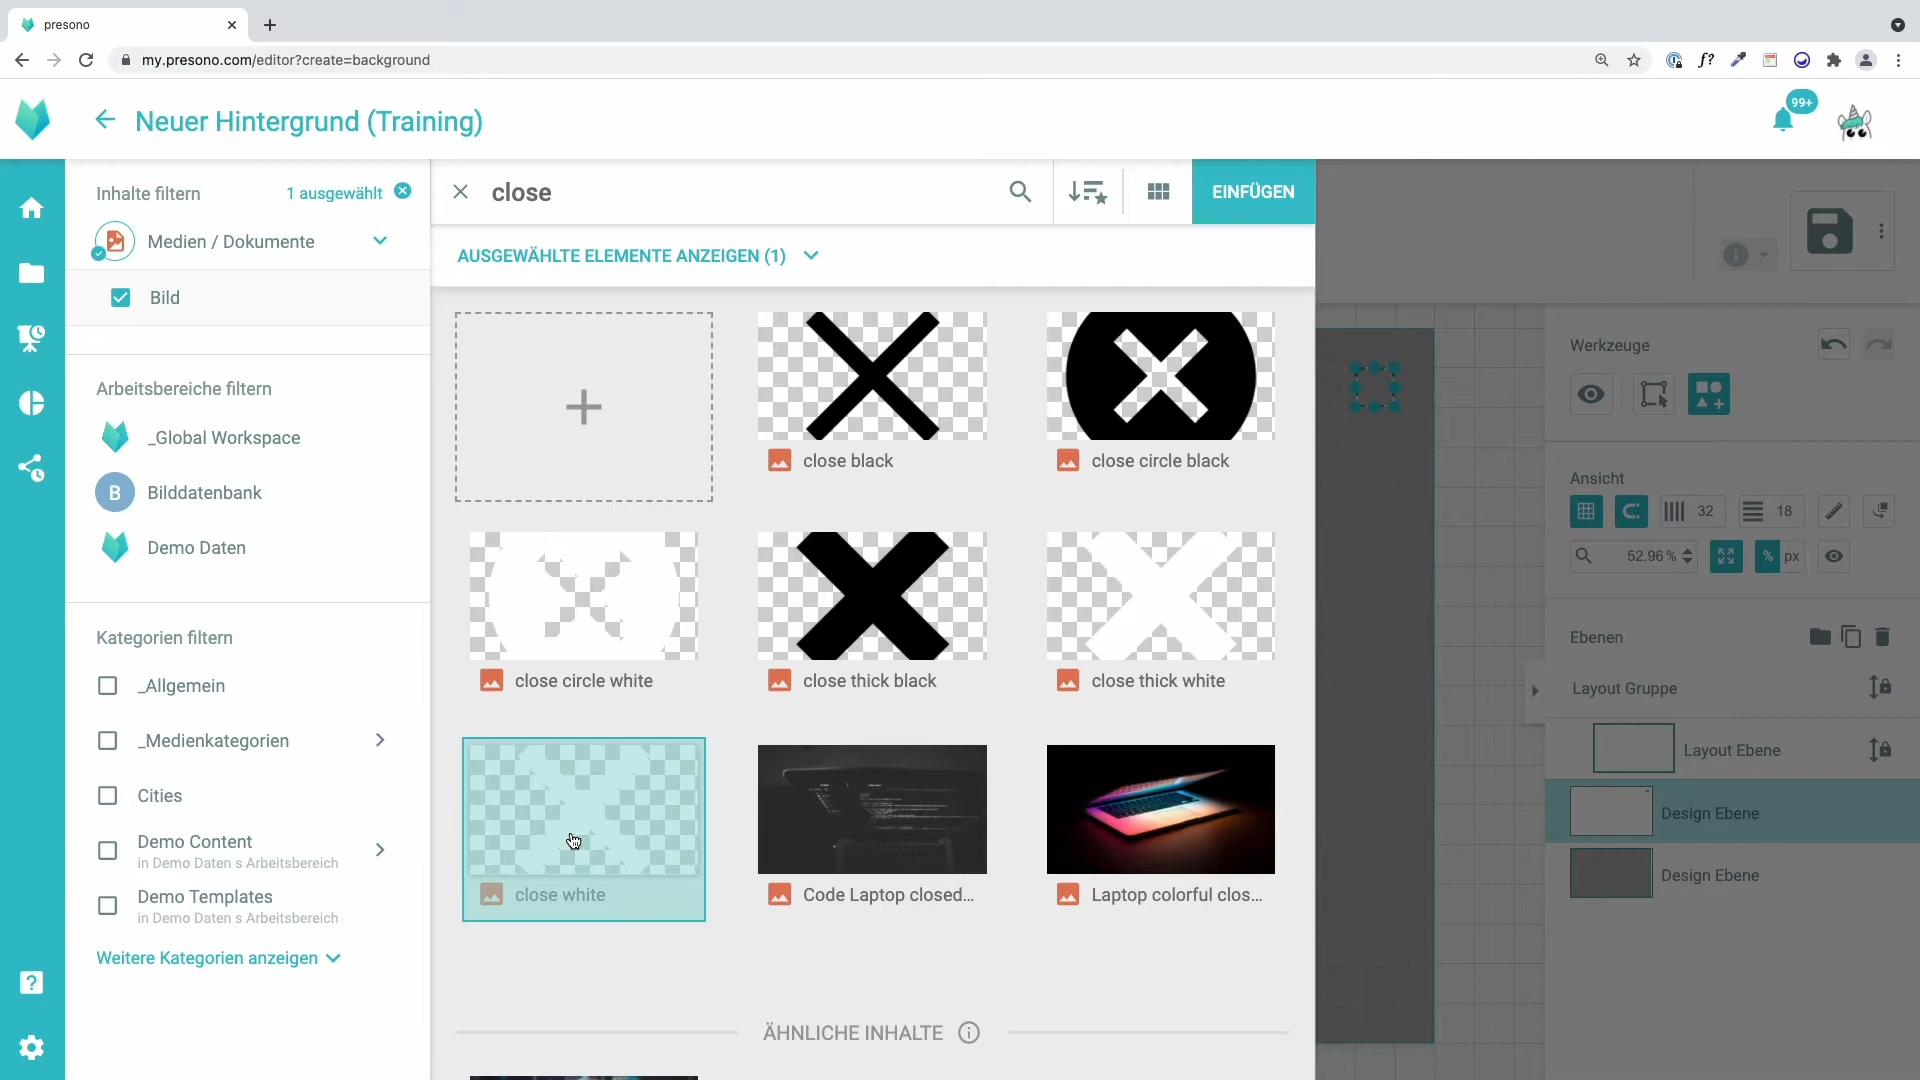 presono
my.presono.com/editor?create=background
Neuer Hintergrund (Training)
99+
Inhalte filtern
1 ausgewählt
Medien / Dokumente
Bild
Arbeitsbereiche filtern
_Global Workspace
B
Bilddatenbank
Demo Daten
Kategorien filtern
_Allgemein
_Medienkategorien
Cities
Demo Content
in Demo Daten s Arbeitsbereich
Demo Templates
in Demo Daten s Arbeitsbereich
Weitere Kategorien anzeigen
close
EINFÜGEN
AUSGEWÄHLTE ELEMENTE ANZEIGEN (1)
close black
close circle black
close circle white
close thick black
close thick white
close white
Code Laptop closed...
Laptop colorful clos...
ÄHNLICHE INHALTE
Werkzeuge
Ansicht
32
18
52.96 %
%
px
Ebenen
Layout Gruppe
Layout Ebene
Design Ebene
Design Ebene